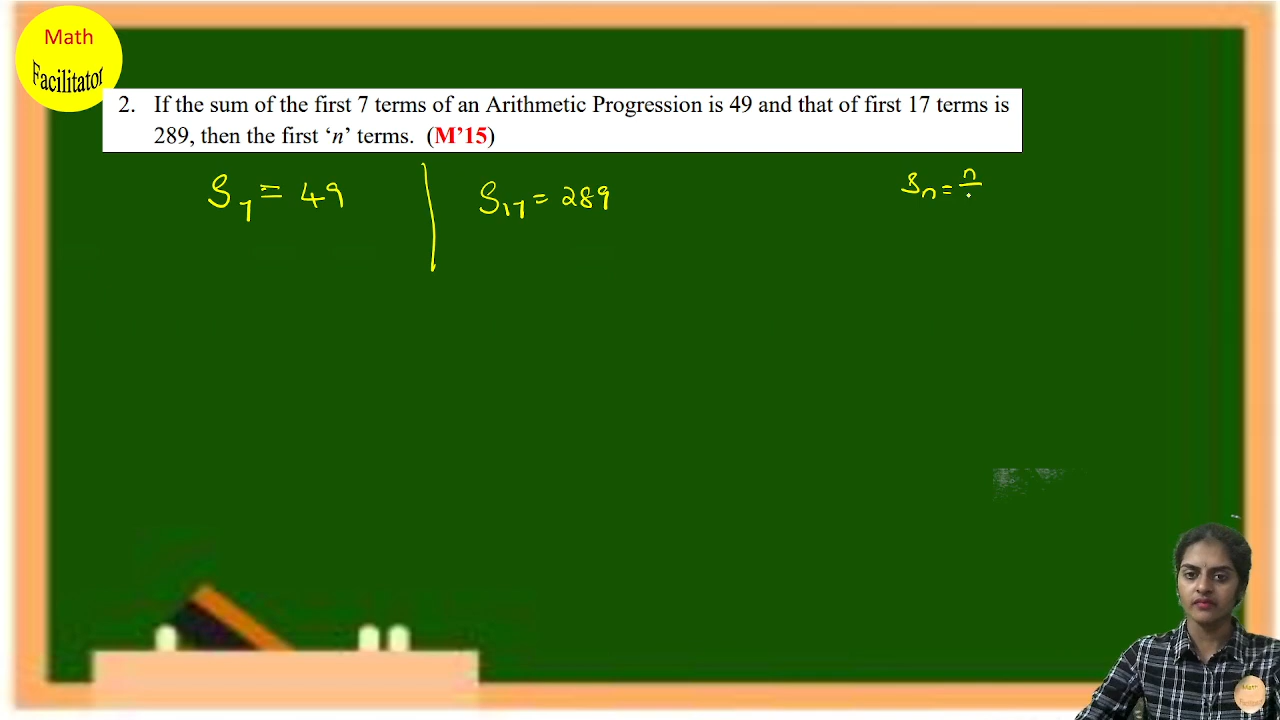 Math
Facilitator
2. If the sum of the first 7 terms of an Arithmetic Progression is 49 and that of first 17 terms is
289, then the first ‘n’ terms. (M’15)
S₇ = 49
S₁₇ = 289
Sₙ = n/